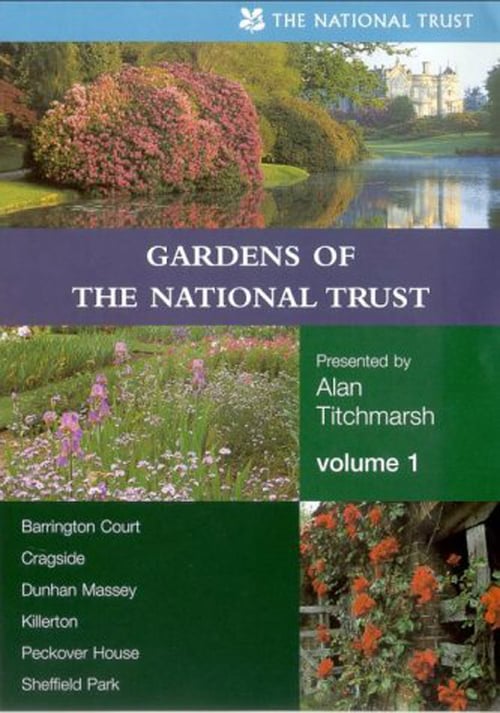 THE NATIONAL TRUST
GARDENS OF
THE NATIONAL TRUST
Presented by
Alan
Titchmarsh
volume 1
Barrington Court
Cragside
Dunhan Massey
Killerton
Peckover House
Sheffield Park